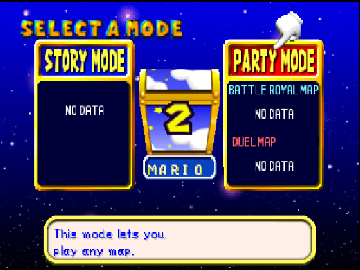 SELECT A MODE
STORY MODE
NO DATA
2
MARIO
PARTY MODE
BATTLE ROYAL MAP
NO DATA
DUEL MAP
NO DATA
This mode lets you
play any map.